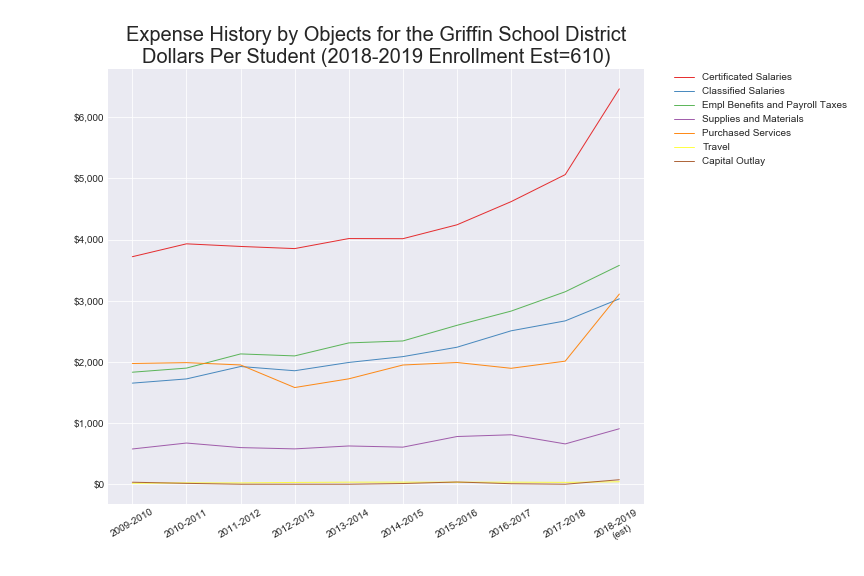 Expense History by Objects for the Griffin School District
Dollars Per Student (2018-2019 Enrollment Est=610)
Certificated Salaries
Classified Salaries
Empl Benefits and Payroll Taxes
Supplies and Materials
Purchased Services
Travel
Capital Outlay
$6,000
$5,000
$4,000
$3,000
$2,000
$1,000
$0
2009-2010
2010-2011
2011-2012
2012-2013
2013-2014
2014-2015
2015-2016
2016-2017
2017-2018
2018-2019
(est)